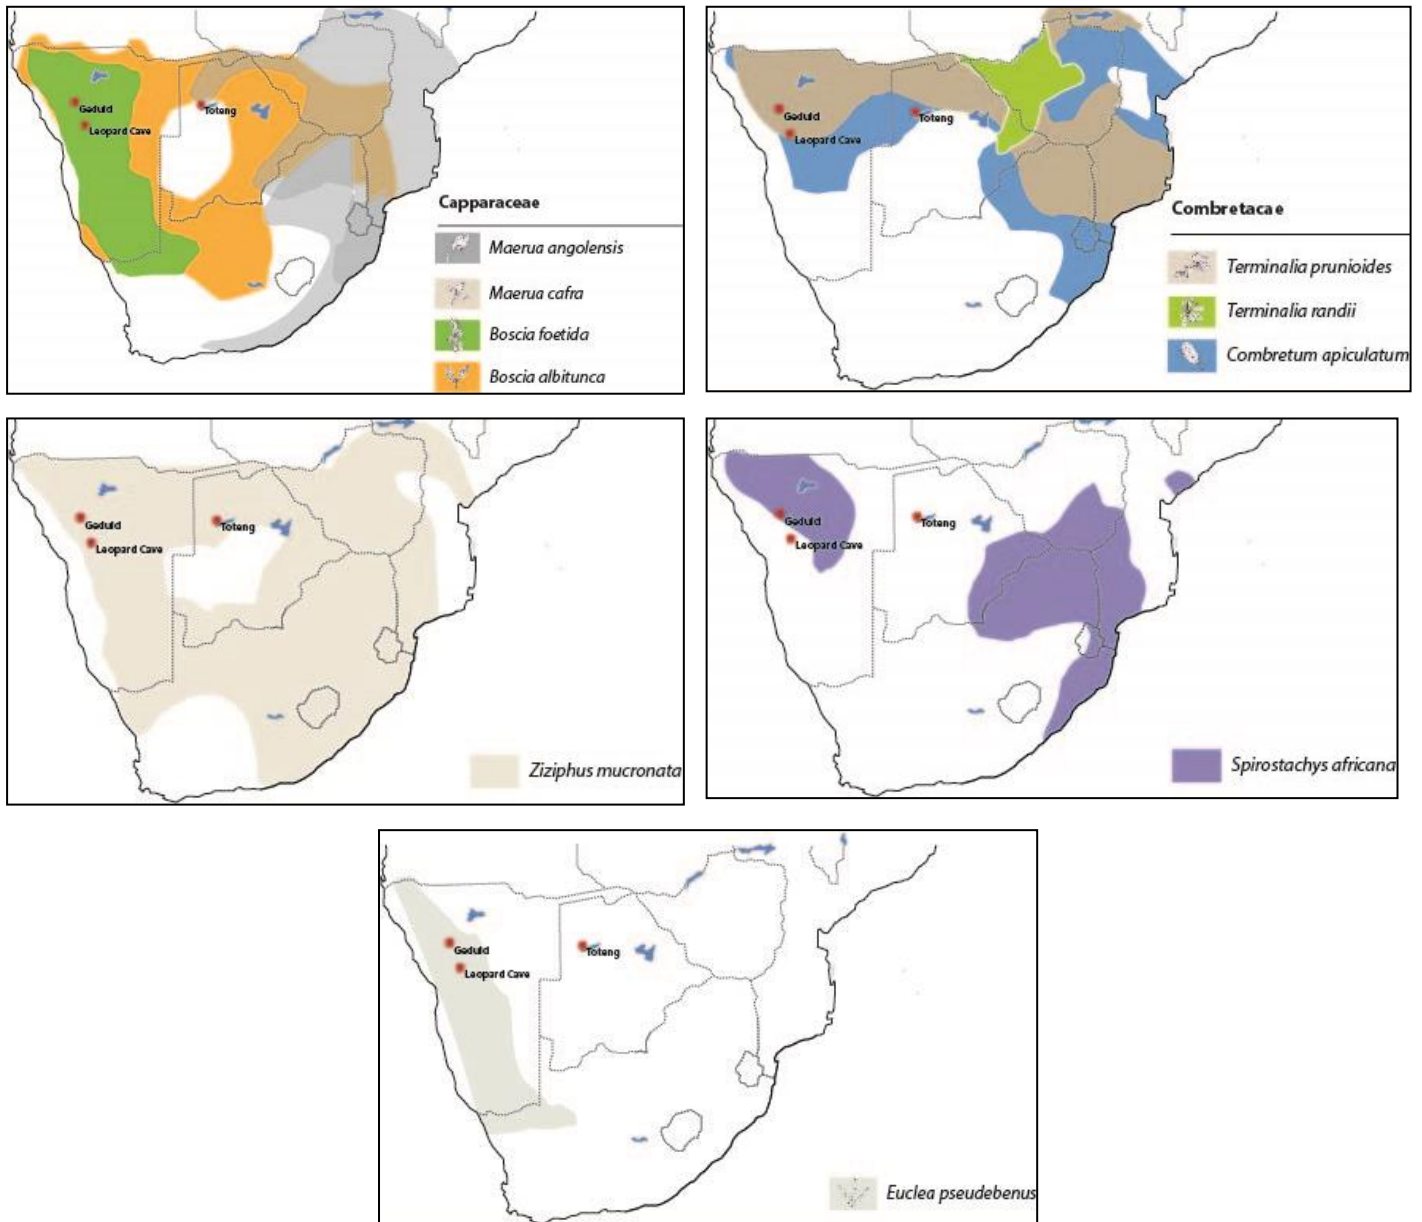 Geduld
Leopard Cave
Toteng
Capparaceae
Maerua angolensis
Maerua cafra
Boscia foetida
Boscia albitunca
Geduld
Leopard Cave
Toteng
Combretacae
Terminalia prunioides
Terminalia randii
Combretum apiculatum
Geduld
Leopard Cave
Toteng
Ziziphus mucronata
Geduld
Leopard Cave
Toteng
Spirostachys africana
Geduld
Leopard Cave
Toteng
Euclea pseudebenus